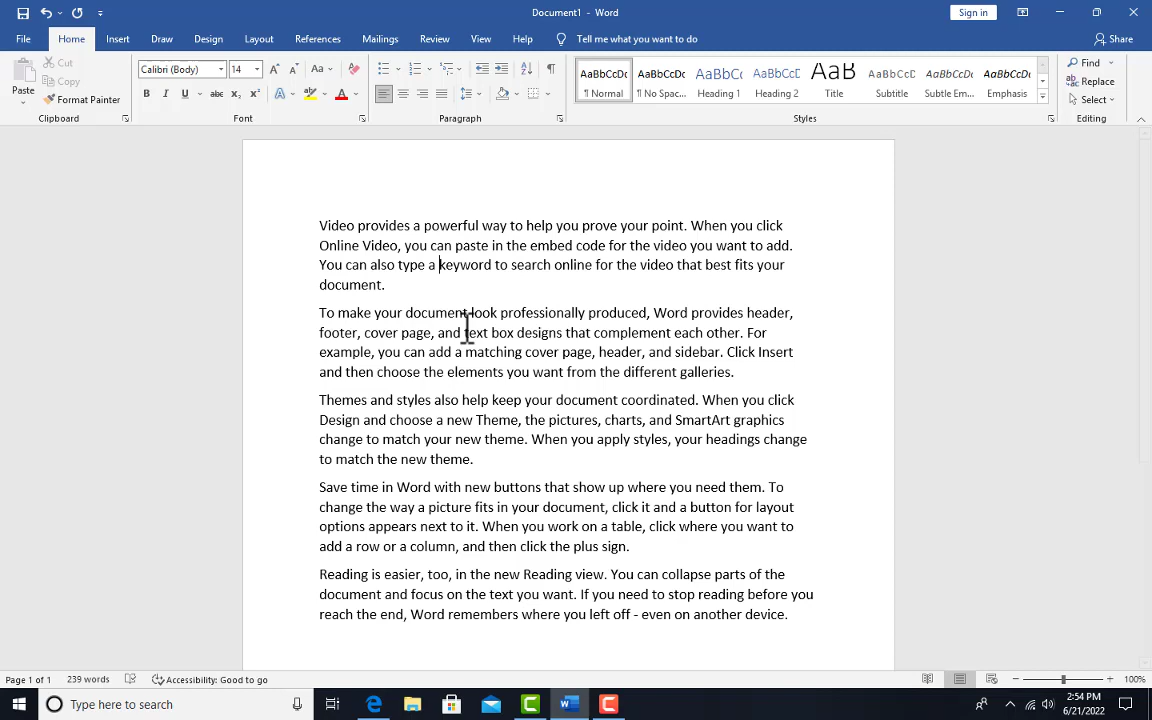 Document1 - Word
Sign in
File Home Insert Draw Design Layout References Mailings Review View Help Tell me what you want to do Share
Paste
Cut
Copy
Format Painter
Clipboard
Calibri (Body) 14 Aa
B I U abc x₂ x² A A
Font
Paragraph
AaBbCcDc AaBbCcDc AaBbCc AaBbCcD AaB AaBbCcD AaBbCcDc AaBbCcDc
¶ Normal ¶ No Spac... Heading 1 Heading 2 Title Subtitle Subtle Em... Emphasis
Styles
Find
Replace
Select
Editing
Video provides a powerful way to help you prove your point. When you click
Online Video, you can paste in the embed code for the video you want to add.
You can also type a keyword to search online for the video that best fits your
document.
To make your document look professionally produced, Word provides header,
footer, cover page, and text box designs that complement each other. For
example, you can add a matching cover page, header, and sidebar. Click Insert
and then choose the elements you want from the different galleries.
Themes and styles also help keep your document coordinated. When you click
Design and choose a new Theme, the pictures, charts, and SmartArt graphics
change to match your new theme. When you apply styles, your headings change
to match the new theme.
Save time in Word with new buttons that show up where you need them. To
change the way a picture fits in your document, click it and a button for layout
options appears next to it. When you work on a table, click where you want to
add a row or a column, and then click the plus sign.
Reading is easier, too, in the new Reading view. You can collapse parts of the
document and focus on the text you want. If you need to stop reading before you
reach the end, Word remembers where you left off - even on another device.
Page 1 of 1 239 words Accessibility: Good to go 100%
Type here to search
2:54 PM
6/21/2022